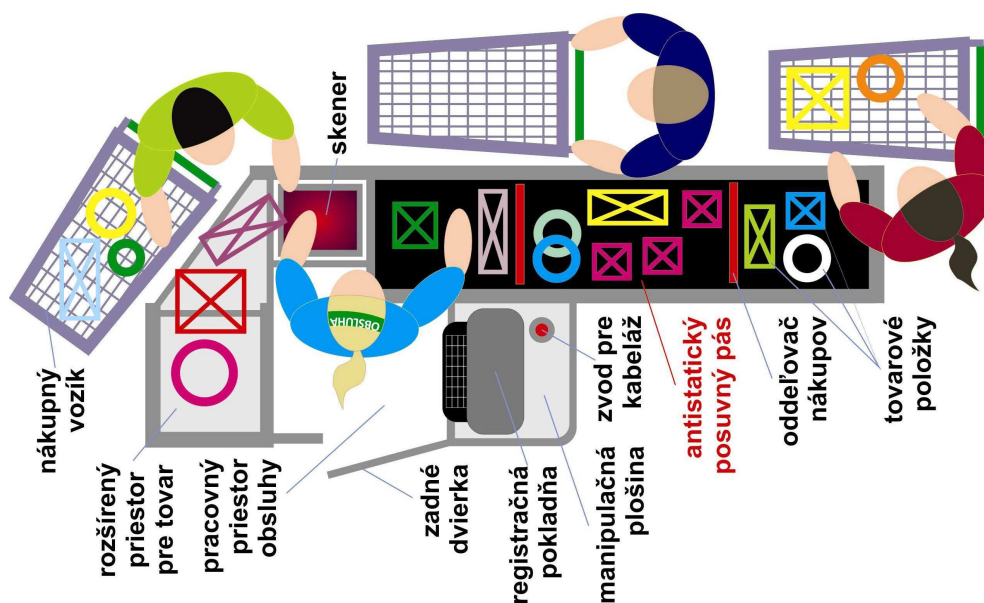 nákupný
vozík
rozšírený
priestor
pre tovar
pracovný
priestor
obsluhy
zadné
dvierka
registračná
pokladňa
manipulačná
plošina
zvod pre
kabeláž
antistatický
posuvný pás
oddeľovač
nákupov
tovarové
položky
skener
OBSLUHA